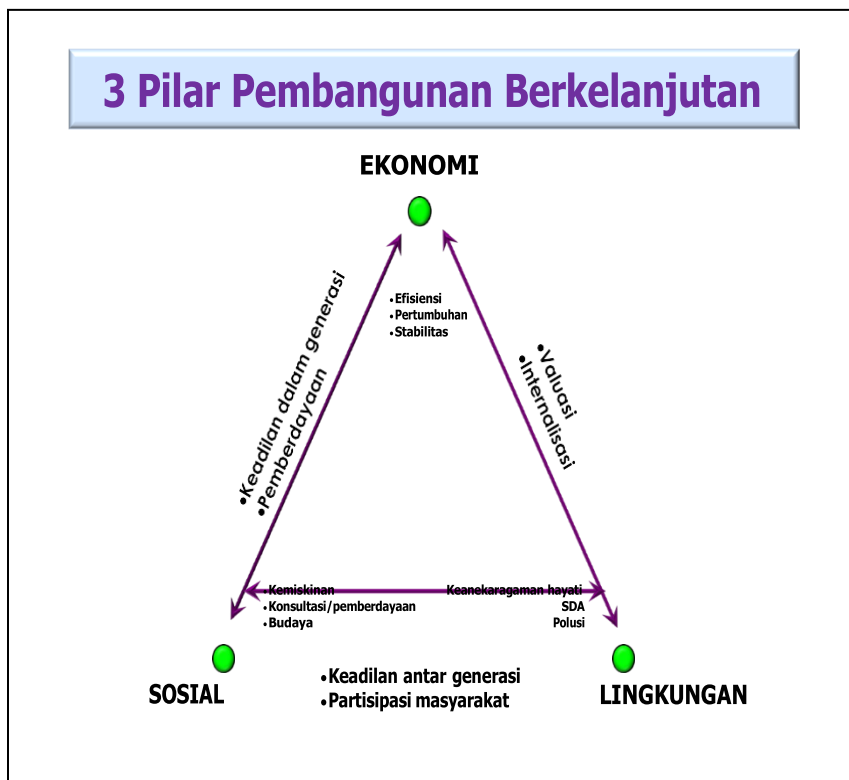 3 Pilar Pembangunan Berkelanjutan
EKONOMI
•Efisiensi
•Pertumbuhan
•Stabilitas
•Keadilan dalam generasi
•Pemberdayaan
•Valuasi
•Internalisasi
•Kemiskinan
•Konsultasi/pemberdayaan
•Budaya
Keanekaragaman hayati
SDA
Polusi
SOSIAL
•Keadilan antar generasi
•Partisipasi masyarakat
LINGKUNGAN